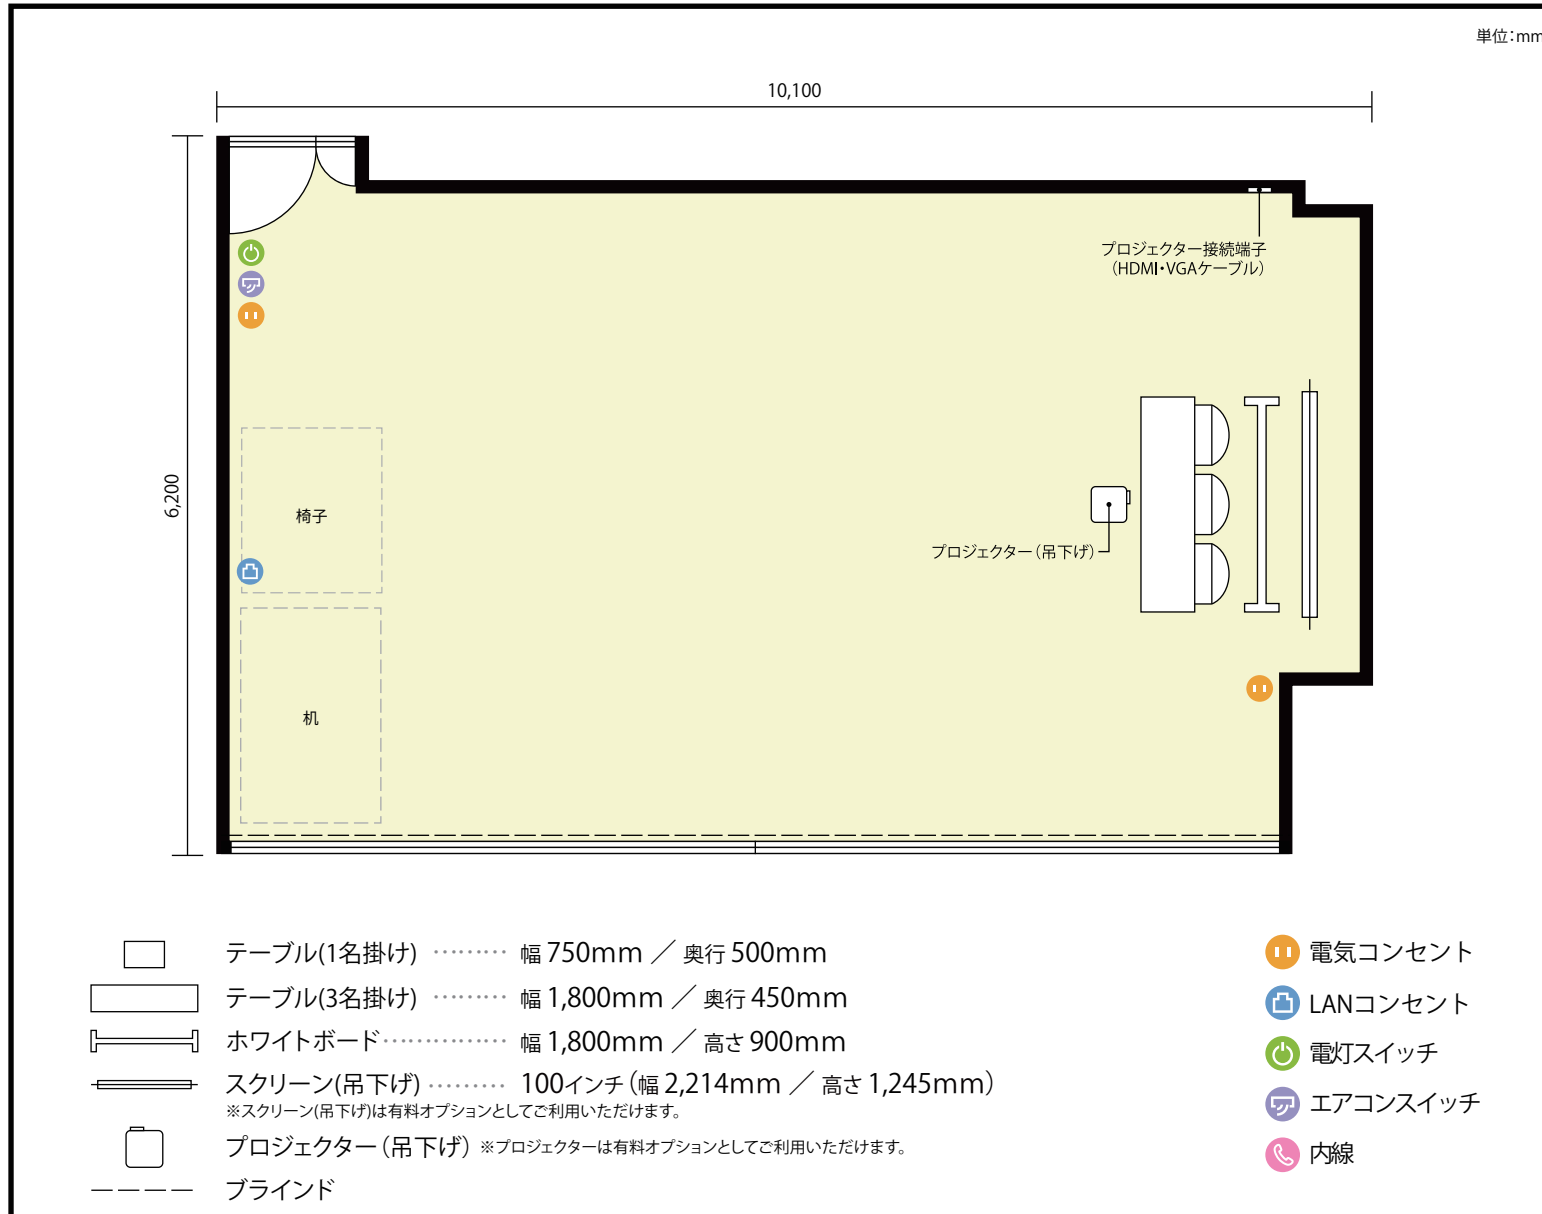 単位：mm
10,100
6,200
プロジェクター接続端子
（HDMI・VGAケーブル）
椅子
プロジェクター（吊下げ）
机
テーブル(1名掛け) ……… 幅 750mm ／ 奥行 500mm
テーブル(3名掛け) ……… 幅 1,800mm ／ 奥行 450mm
ホワイトボード…………… 幅 1,800mm ／ 高さ 900mm
スクリーン(吊下げ) ……… 100インチ（幅 2,214mm ／ 高さ 1,245mm）
※スクリーン(吊下げ)は有料オプションとしてご利用いただけます。
プロジェクター（吊下げ） ※プロジェクターは有料オプションとしてご利用いただけます。
ブラインド
電気コンセント
LANコンセント
電灯スイッチ
エアコンスイッチ
内線